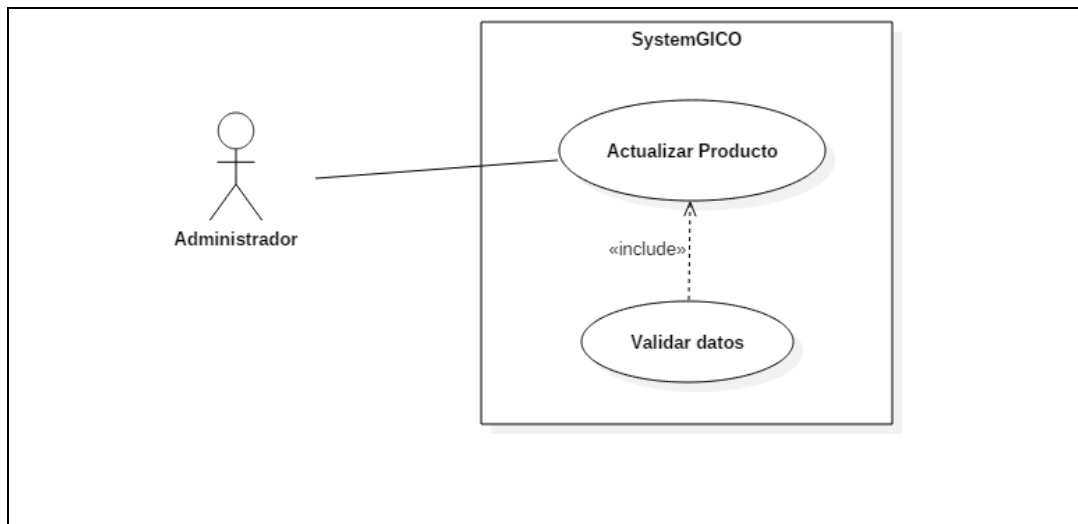 SystemGICO
Actualizar Producto
Administrador
«include»
Validar datos